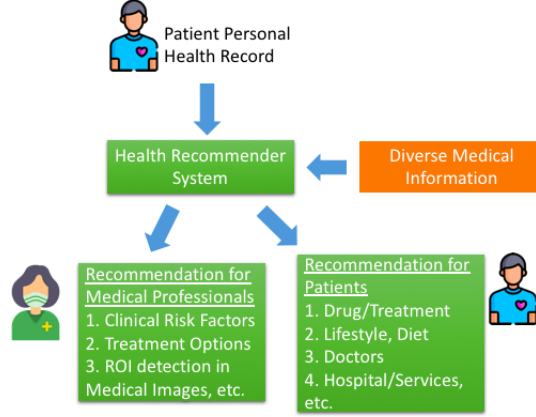 Patient Personal
Health Record
Health Recommender
System
Diverse Medical
Information
Recommendation for
Medical Professionals
1. Clinical Risk Factors
2. Treatment Options
3. ROI detection in
Medical Images, etc.
Recommendation for
Patients
1. Drug/Treatment
2. Lifestyle, Diet
3. Doctors
4. Hospital/Services,
etc.